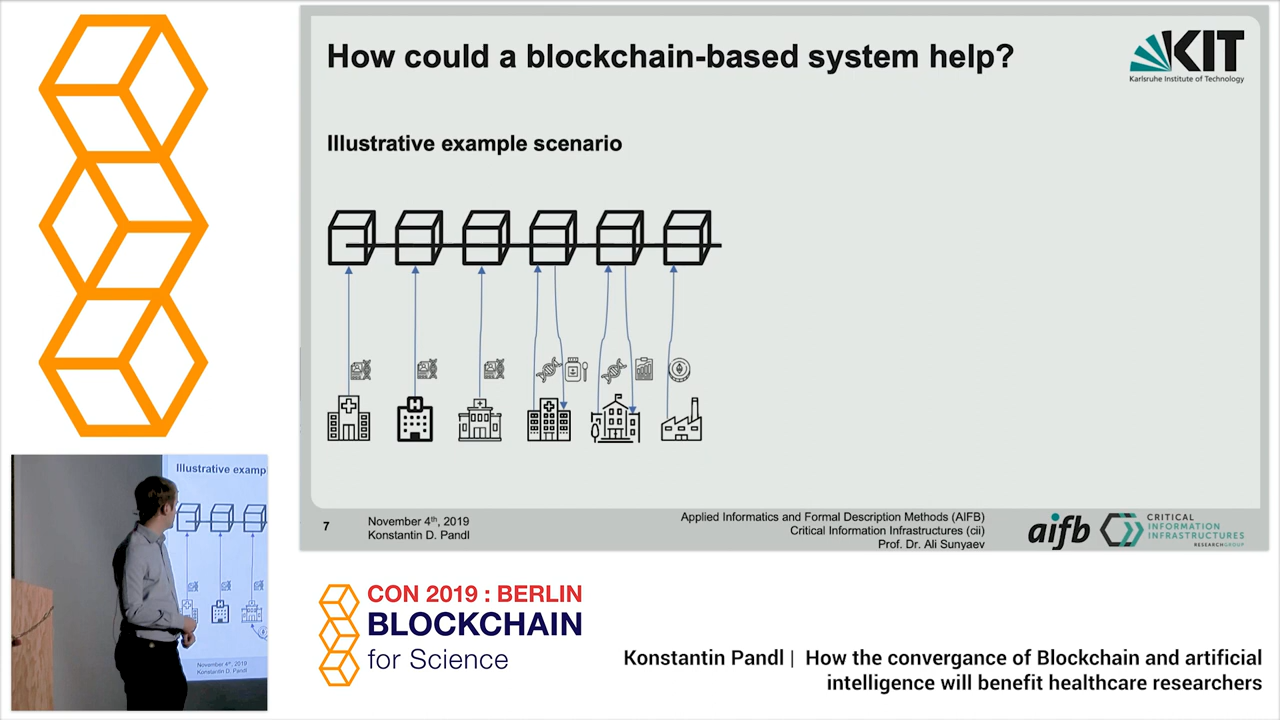 How could a blockchain-based system help?
KIT
Karlsruhe Institute of Technology
Illustrative example scenario
7
November 4th, 2019
Konstantin D. Pandl
Applied Informatics and Formal Description Methods (AIFB)
Critical Information Infrastructures (cii)
Prof. Dr. Ali Sunyaev
aifb
CRITICAL
INFORMATION
INFRASTRUCTURES
RESEARCHGROUP
Illustrative examp
November 4th, 2019
Konstantin D. Pandl
CON 2019 : BERLIN
BLOCKCHAIN
for Science
Konstantin Pandl | How the convergance of Blockchain and artificial
intelligence will benefit healthcare researchers